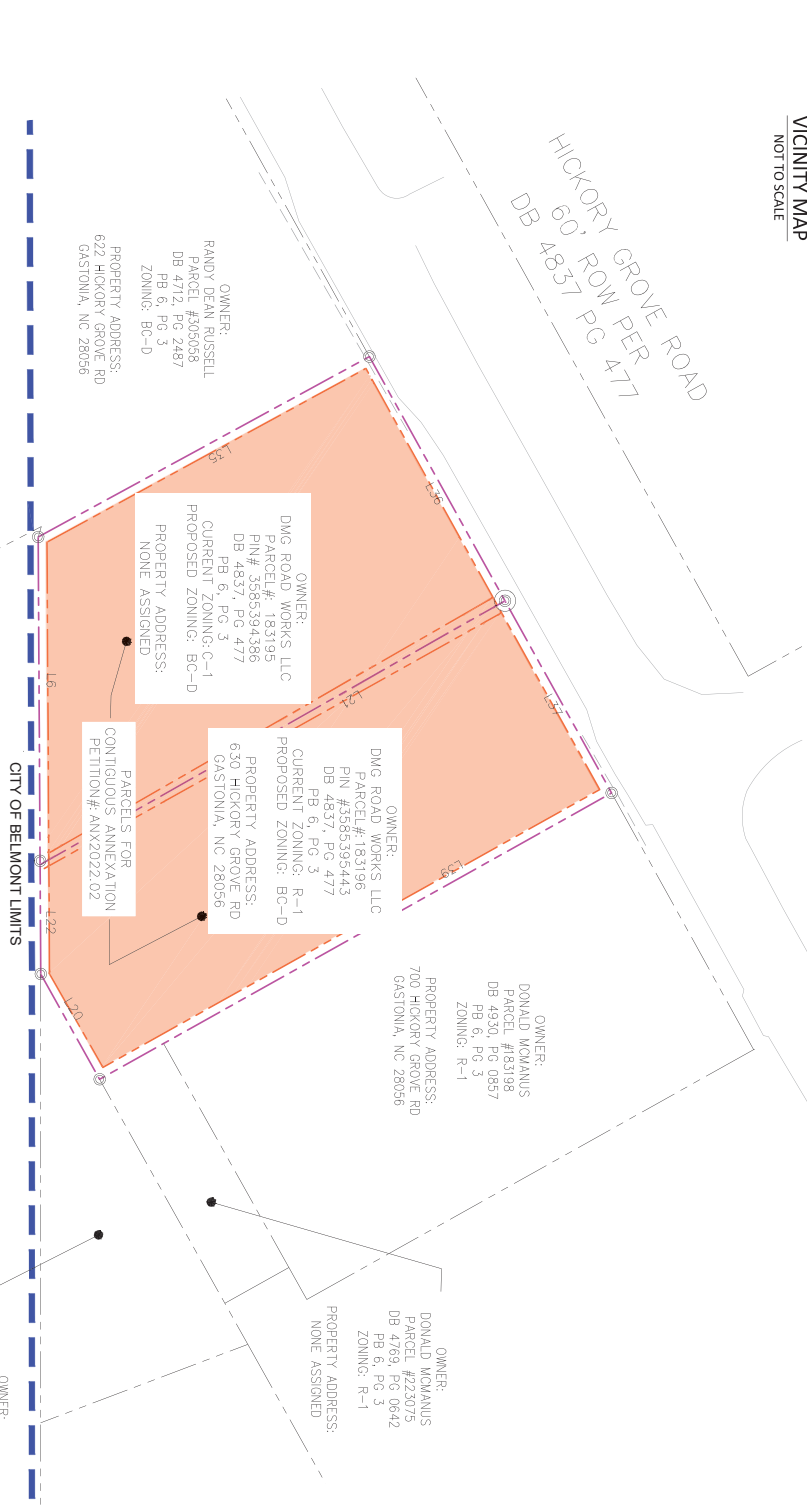 VICINITY MAP
NOT TO SCALE
HICKORY GROVE ROAD
60' ROW PER
DB 4837 PG 477
OWNER:
RANDY DEAN RUSSELL
PARCEL #305058
DB 4712, PG 2487
PB 6, PG 3
ZONING: BC-D
PROPERTY ADDRESS:
622 HICKORY GROVE RD
GASTONIA, NC 28056
L35
L36
OWNER:
DMG ROAD WORKS LLC
PARCEL#: 183195
PIN# 3585394386
DB 4837, PG 477
PB 6, PG 3
CURRENT ZONING: C-1
PROPOSED ZONING: BC-D
PROPERTY ADDRESS:
NONE ASSIGNED
L6
L21
L37
OWNER:
DMG ROAD WORKS LLC
PARCEL#: 183196
PIN #3585395443
DB 4837, PG 477
PB 6, PG 3
CURRENT ZONING: R-1
PROPOSED ZONING: BC-D
PROPERTY ADDRESS:
630 HICKORY GROVE RD
GASTONIA, NC 28056
PARCELS FOR
CONTIGUOUS ANNEXATION
PETITION#: ANX2022.02
CITY OF BELMONT LIMITS
L39
L22
L20
OWNER:
DONALD MCMANUS
PARCEL #183198
DB 4930, PG 0857
PB 6, PG 3
ZONING: R-1
PROPERTY ADDRESS:
700 HICKORY GROVE RD
GASTONIA, NC 28056
OWNER:
DONALD MCMANUS
PARCEL #223075
DB 4769, PG 0642
PB 6, PG 3
ZONING: R-1
PROPERTY ADDRESS:
NONE ASSIGNED
OWNER: